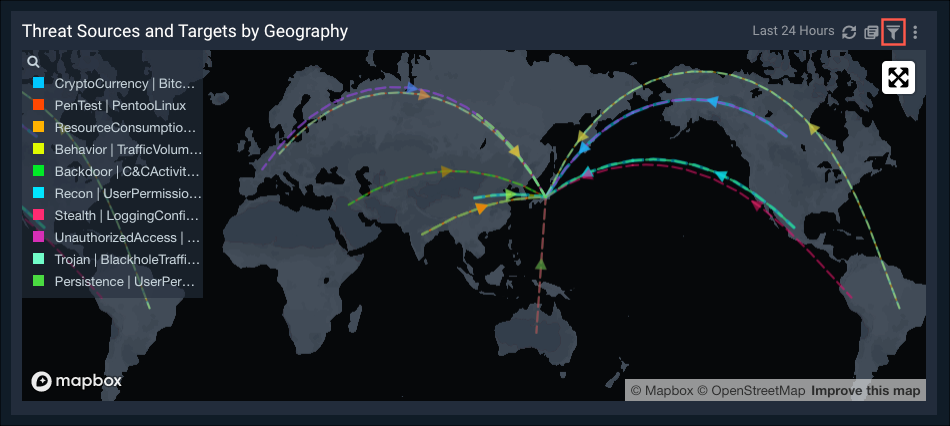 Threat Sources and Targets by Geography
Last 24 Hours
CryptoCurrency | Bitc...
PenTest | PentooLinux
ResourceConsumptio...
Behavior | TrafficVolum...
Backdoor | C&CActivit...
Recon | UserPermissio...
Stealth | LoggingConfi...
UnauthorizedAccess | ...
Trojan | BlackholeTraffi...
Persistence | UserPer...
mapbox
© Mapbox © OpenStreetMap Improve this map